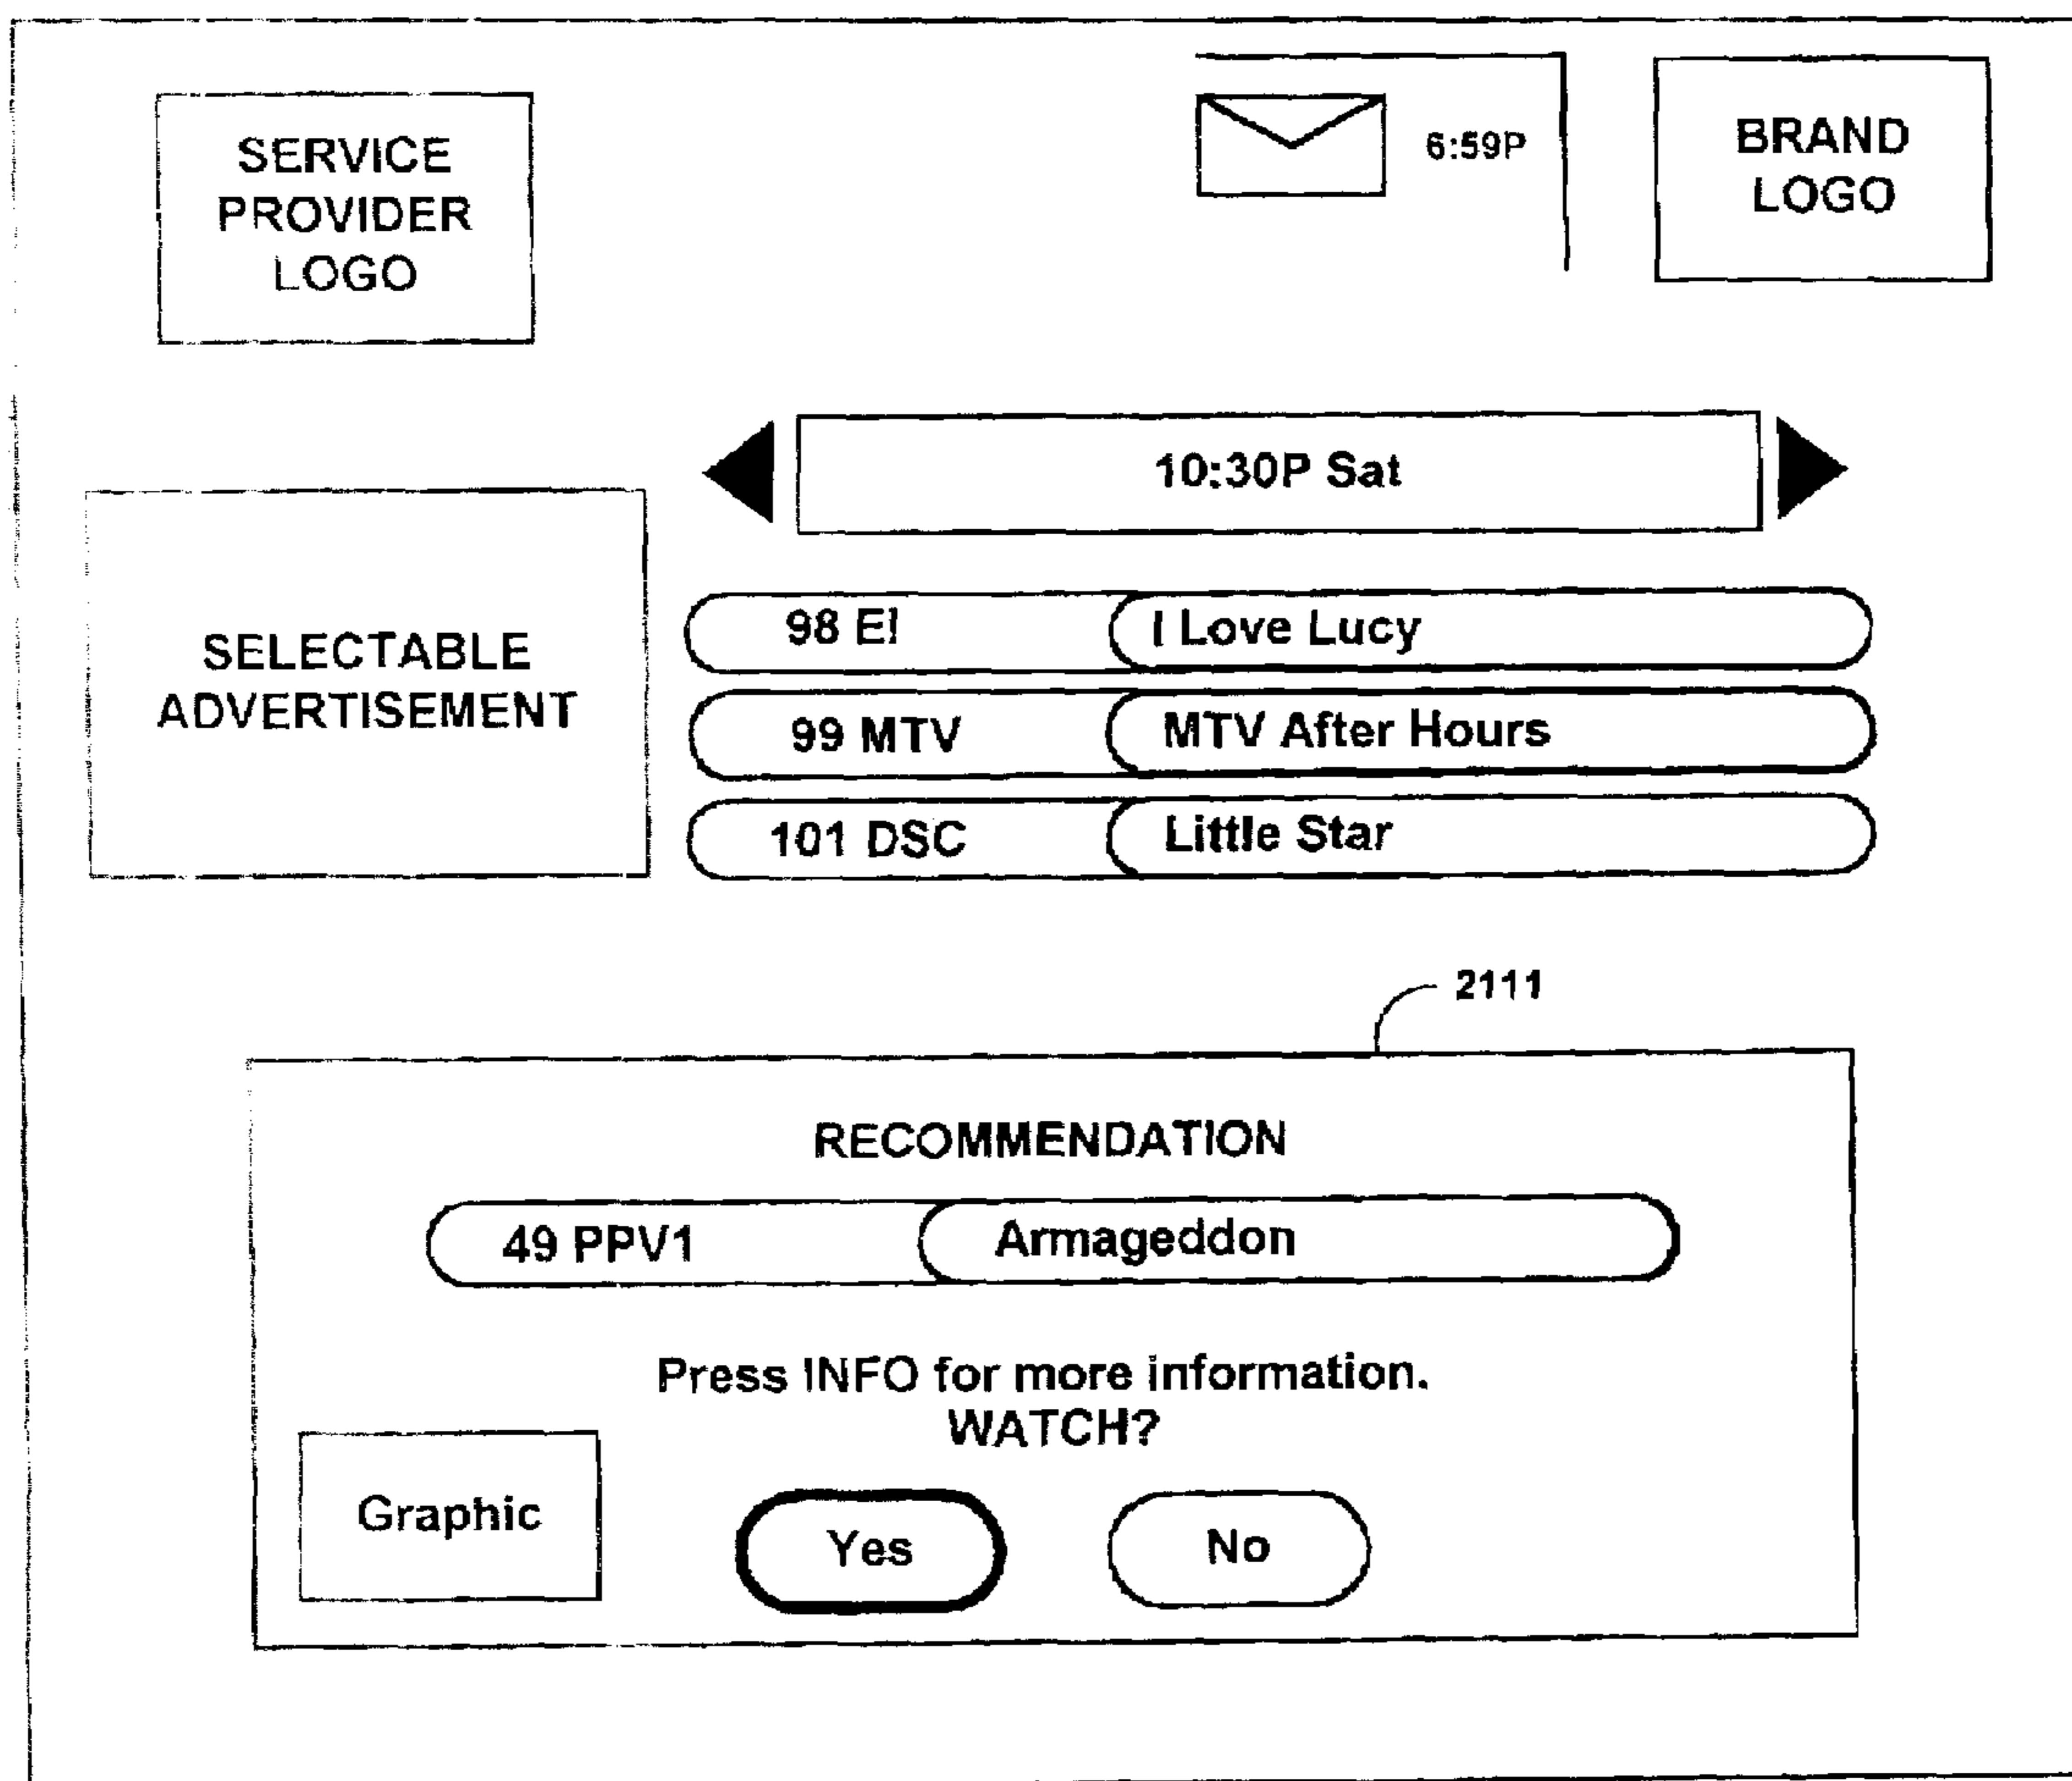 SERVICE
PROVIDER
LOGO
6:59P
BRAND
LOGO
10:30P Sat
SELECTABLE
ADVERTISEMENT
98 E!
I Love Lucy
99 MTV
MTV After Hours
101 DSC
Little Star
2111
RECOMMENDATION
49 PPV1
Armageddon
Press INFO for more information.
WATCH?
Graphic
Yes
No